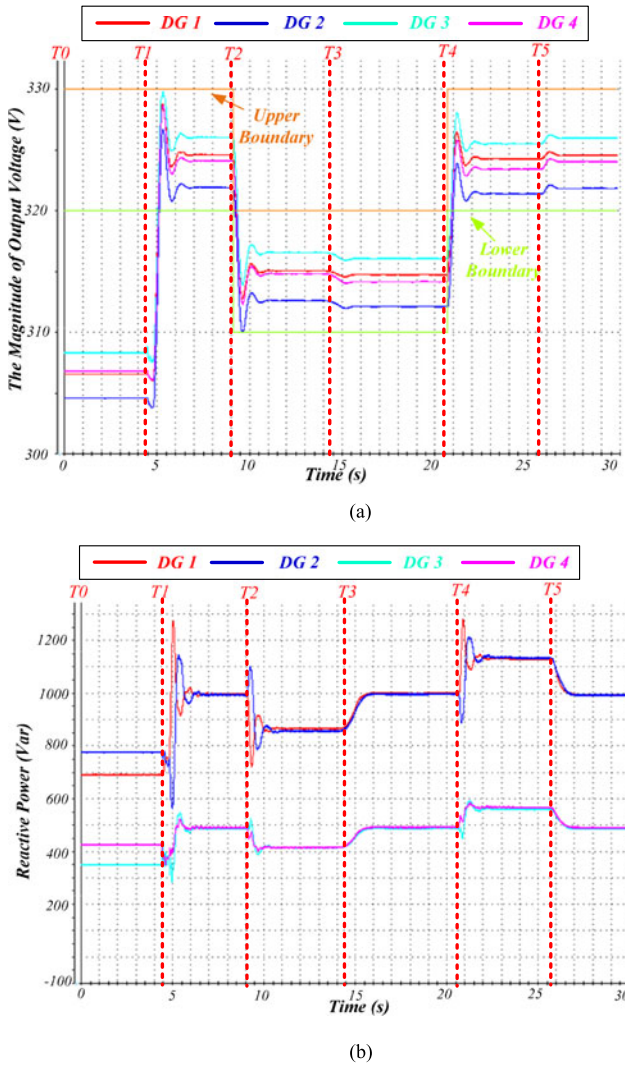 DG 1 DG 2 DG 3 DG 4
T0 T1 T2 T3 T4 T5
330
Upper
Boundary
320
Lower
Boundary
310
300
The Magnitude of Output Voltage (V)
0 5 10 15 20 25 30
Time (s)
(a)
DG 1 DG 2 DG 3 DG 4
T0 T1 T2 T3 T4 T5
1200
1000
800
600
400
200
-100
Reactive Power (Var)
0 5 10 15 20 25 30
Time (s)
(b)